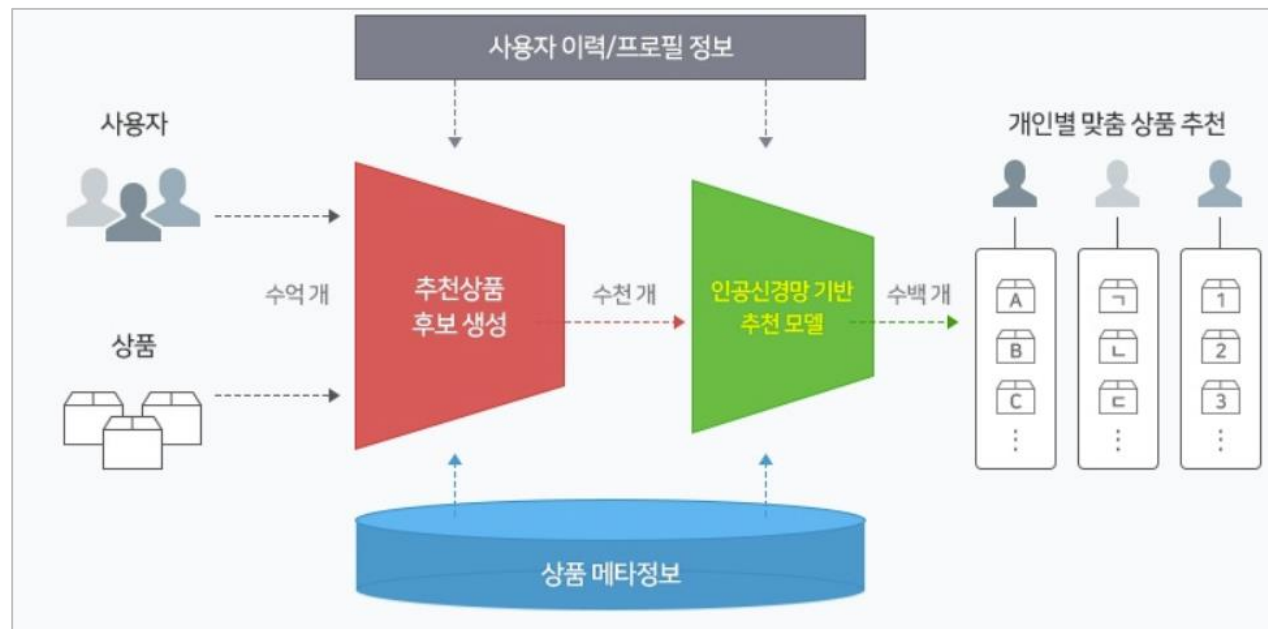 사용자 이력/프로필 정보
사용자
개인별 맞춤 상품 추천
수억 개
추천상품
후보 생성
수천 개
인공신경망 기반
추천 모델
수백 개
상품
A
B
C
⋮
ㄱ
ㄴ
ㄷ
⋮
1
2
3
⋮
상품 메타정보